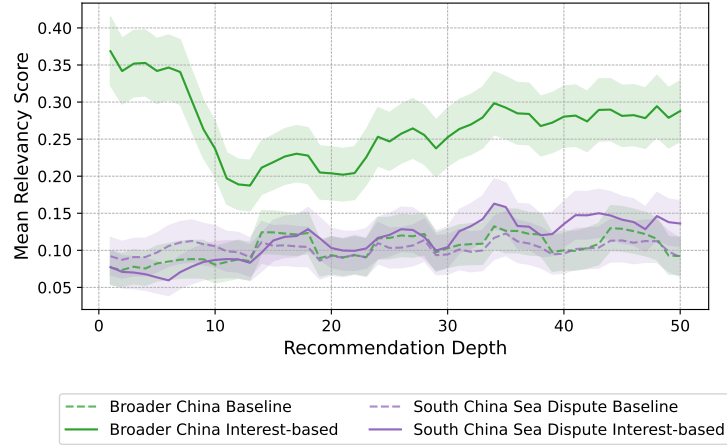 Mean Relevancy Score
0.40
0.35
0.30
0.25
0.20
0.15
0.10
0.05
0 10 20 30 40 50
Recommendation Depth
Broader China Baseline South China Sea Dispute Baseline
Broader China Interest-based South China Sea Dispute Interest-based